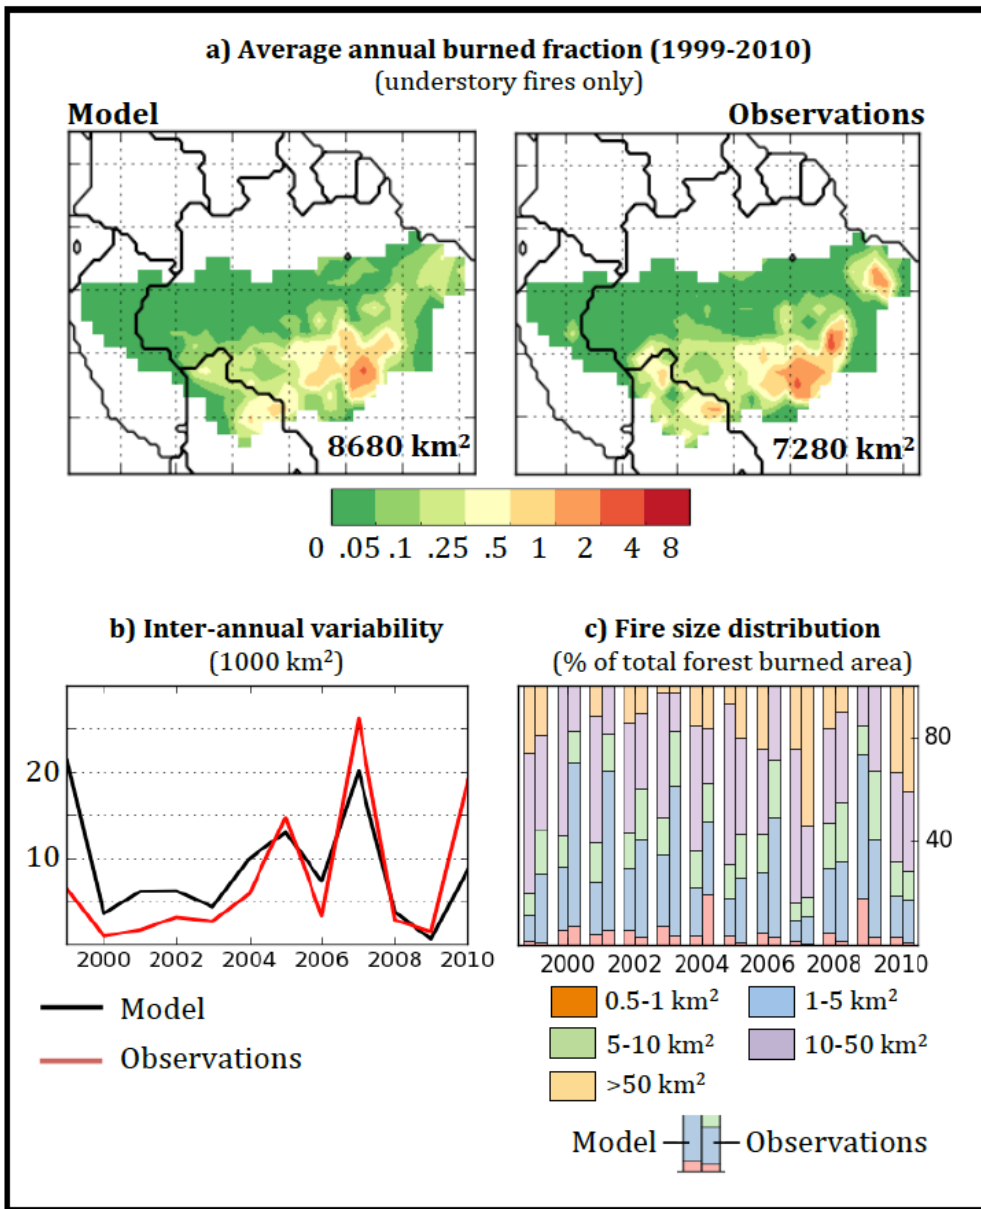 a) Average annual burned fraction (1999-2010)
(understory fires only)
Model
Observations
8680 km²
7280 km²
0 .05 .1 .25 .5 1 2 4 8
b) Inter-annual variability
(1000 km²)
20
10
2000 2002 2004 2006 2008 2010
Model
Observations
c) Fire size distribution
(% of total forest burned area)
80
40
2000 2002 2004 2006 2008 2010
0.5-1 km²
1-5 km²
5-10 km²
10-50 km²
>50 km²
Model
Observations